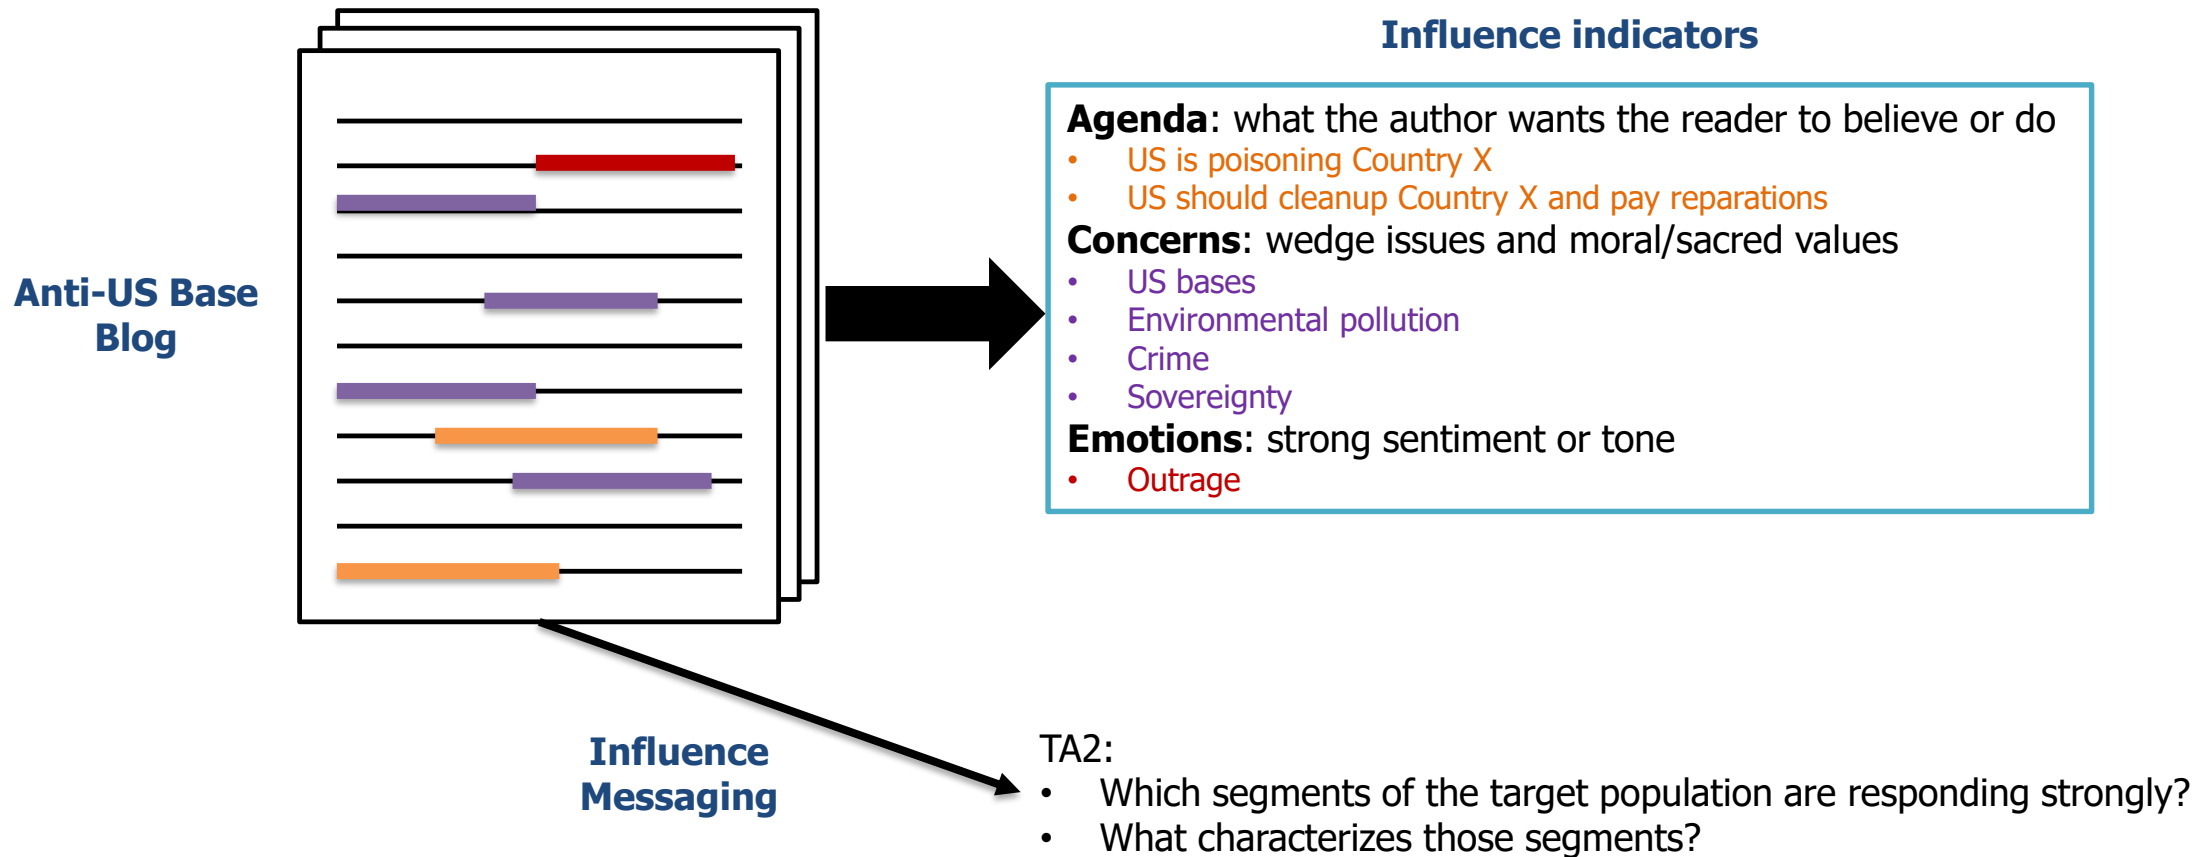 Influence indicators
Anti-US Base
Blog
Agenda: what the author wants the reader to believe or do
• US is poisoning Country X
• US should cleanup Country X and pay reparations
Concerns: wedge issues and moral/sacred values
• US bases
• Environmental pollution
• Crime
• Sovereignty
Emotions: strong sentiment or tone
• Outrage
Influence
Messaging
TA2:
• Which segments of the target population are responding strongly?
• What characterizes those segments?